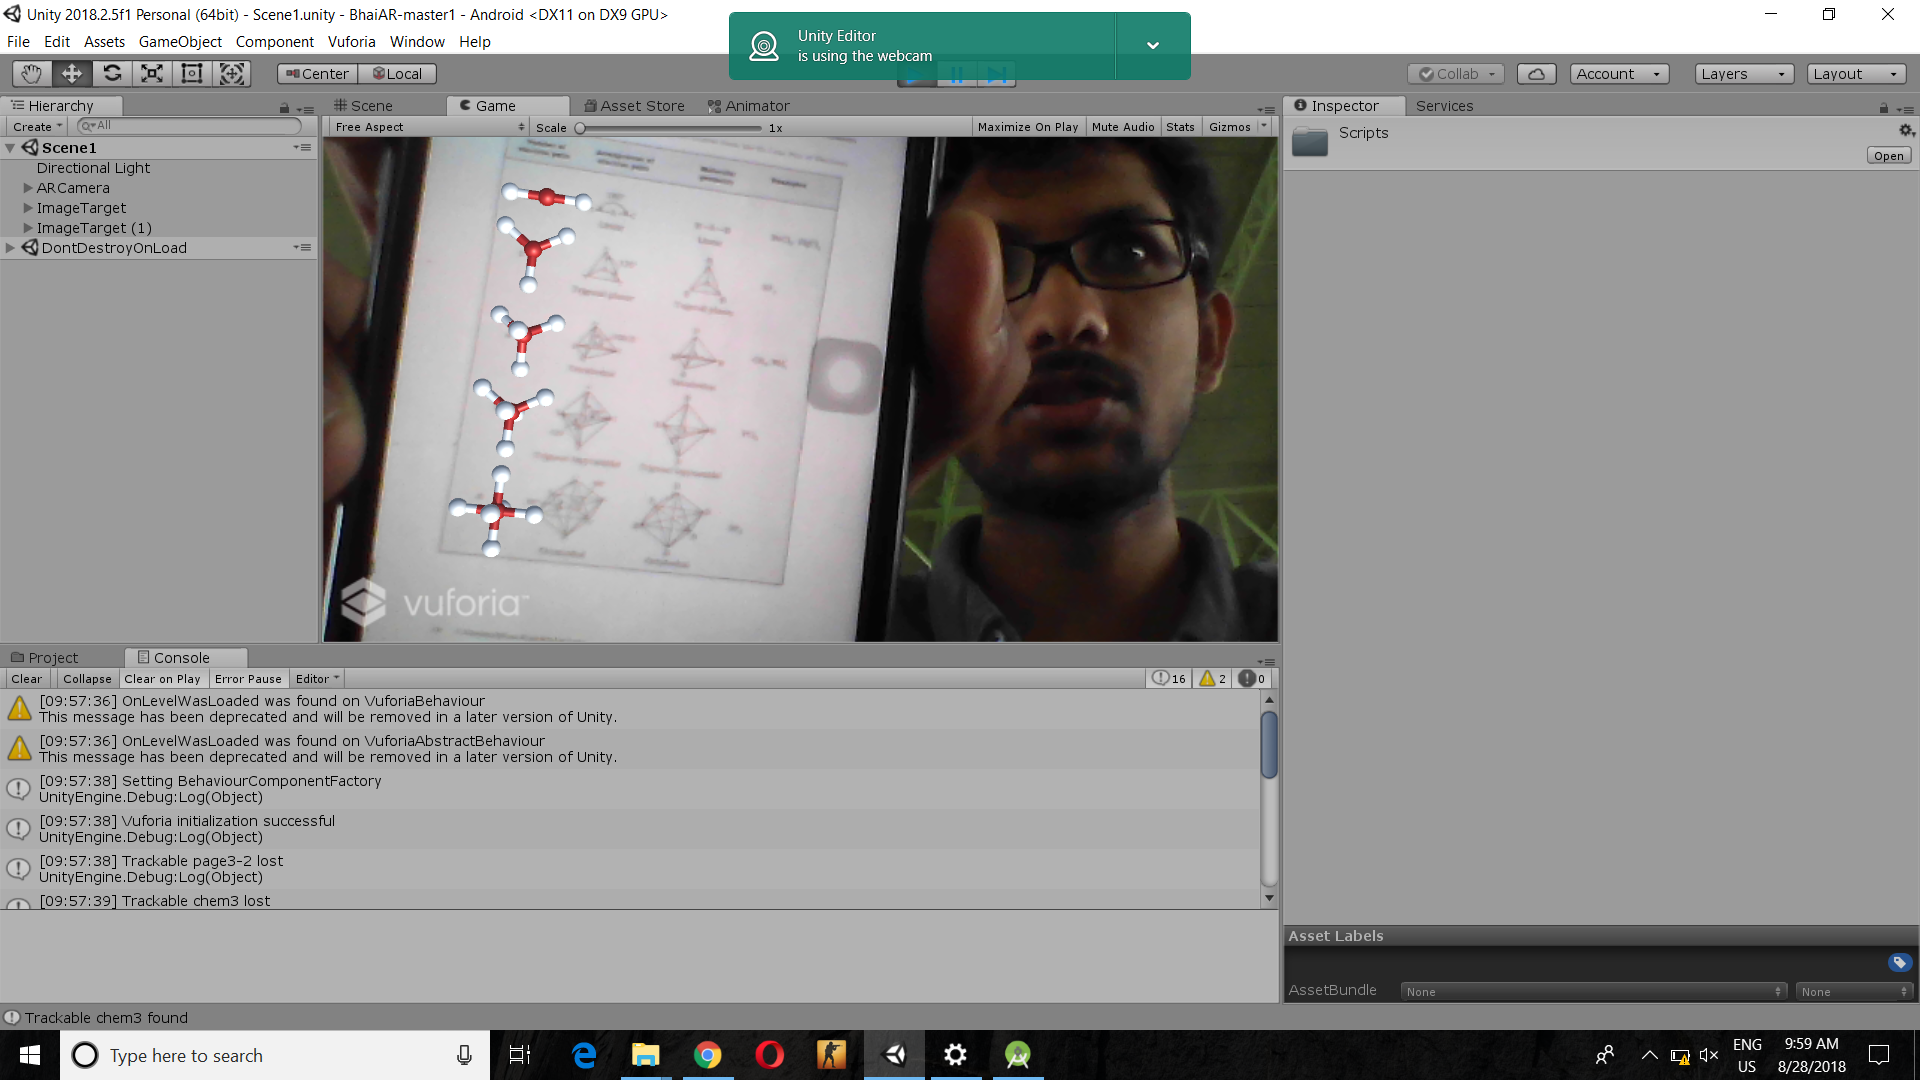 Unity 2018.2.5f1 Personal (64bit) - Scene1.unity - BhaiAR-master1 - Android <DX11 on DX9 GPU>
File Edit Assets GameObject Component Vuforia Window Help
Unity Editor
is using the webcam
Center Local
Collab Account Layers Layout
Hierarchy
Create All
Scene1
Directional Light
ARCamera
ImageTarget
ImageTarget (1)
DontDestroyOnLoad
Scene Game Asset Store Animator
Free Aspect Scale 1x Maximize On Play Mute Audio Stats Gizmos
vuforia™
Inspector Services
Scripts
Open
Project Console
Clear Collapse Clear on Play Error Pause Editor 16 2 0
[09:57:36] OnLevelWasLoaded was found on VuforiaBehaviour
This message has been deprecated and will be removed in a later version of Unity.
[09:57:36] OnLevelWasLoaded was found on VuforiaAbstractBehaviour
This message has been deprecated and will be removed in a later version of Unity.
[09:57:38] Setting BehaviourComponentFactory
UnityEngine.Debug:Log(Object)
[09:57:38] Vuforia initialization successful
UnityEngine.Debug:Log(Object)
[09:57:38] Trackable page3-2 lost
UnityEngine.Debug:Log(Object)
[09:57:39] Trackable chem3 lost
Asset Labels
AssetBundle None None
Trackable chem3 found
Type here to search
ENG
US
9:59 AM
8/28/2018